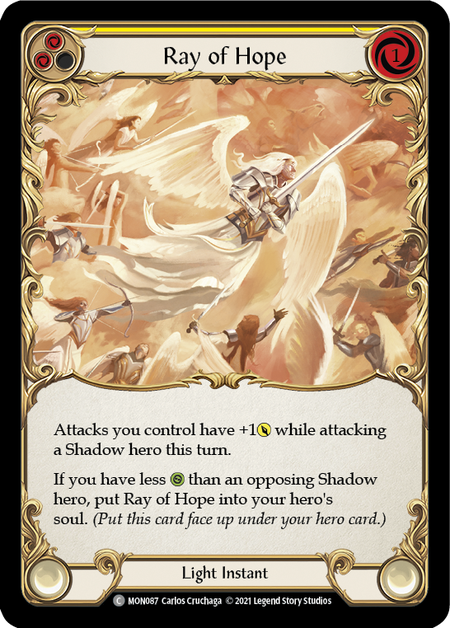 Ray of Hope
1
Attacks you control have +1 while attacking
a Shadow hero this turn.
If you have less than an opposing Shadow
hero, put Ray of Hope into your hero's
soul. (Put this card face up under your hero card.)
Light Instant
C MON087 Carlos Cruchaga © 2021 Legend Story Studios